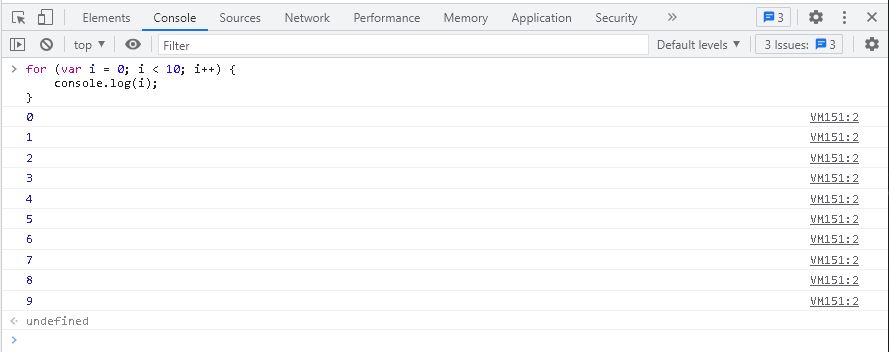 Elements Console Sources Network Performance Memory Application Security » 3
top ▼ Filter Default levels ▼ 3 Issues: 3
> for (var i = 0; i < 10; i++) {
    console.log(i);
}
0 VM151:2
1 VM151:2
2 VM151:2
3 VM151:2
4 VM151:2
5 VM151:2
6 VM151:2
7 VM151:2
8 VM151:2
9 VM151:2
undefined
>